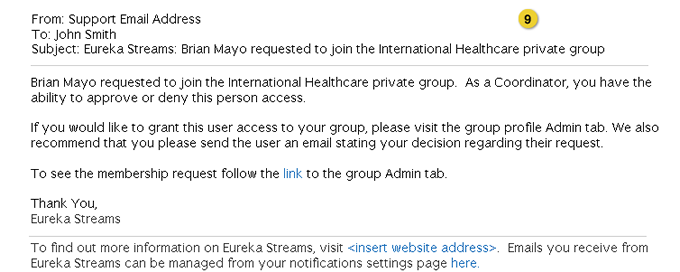 From: Support Email Address
9
To: John Smith
Subject: Eureka Streams: Brian Mayo requested to join the International Healthcare private group
Brian Mayo requested to join the International Healthcare private group.  As a Coordinator, you have the
ability to approve or deny this person access.
If you would like to grant this user access to your group, please visit the group profile Admin tab. We also
recommend that you please send the user an email stating your decision regarding their request.
To see the membership request follow the link to the group Admin tab.
Thank You,
Eureka Streams
To find out more information on Eureka Streams, visit <insert website address>.  Emails you receive from
Eureka Streams can be managed from your notifications settings page here.